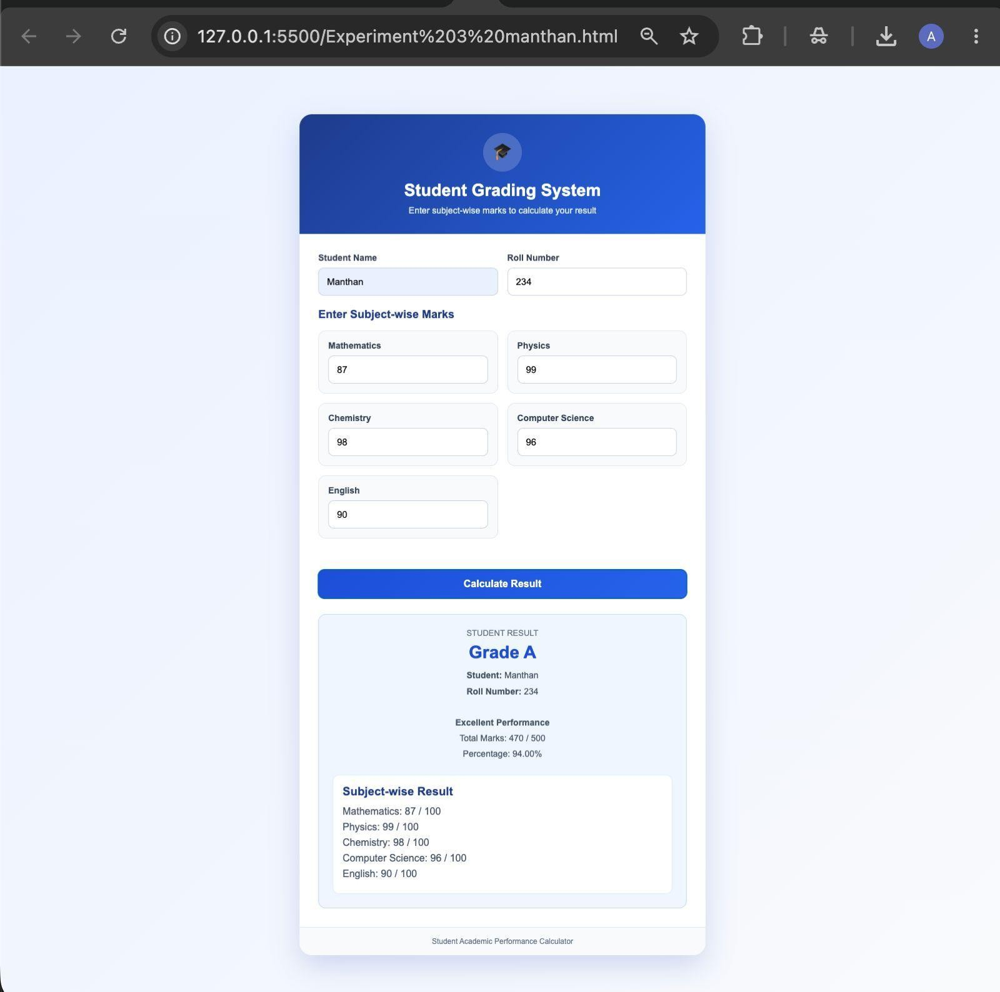 127.0.0.1:5500/Experiment%203%20manthan.html
A
Student Grading System
Enter subject-wise marks to calculate your result
Student Name
Roll Number
Manthan
234
Enter Subject-wise Marks
Mathematics
Physics
87
99
Chemistry
Computer Science
98
96
English
90
Calculate Result
STUDENT RESULT
Grade A
Student: Manthan
Roll Number: 234
Excellent Performance
Total Marks: 470 / 500
Percentage: 94.00%
Subject-wise Result
Mathematics: 87 / 100
Physics: 99 / 100
Chemistry: 98 / 100
Computer Science: 96 / 100
English: 90 / 100
Student Academic Performance Calculator